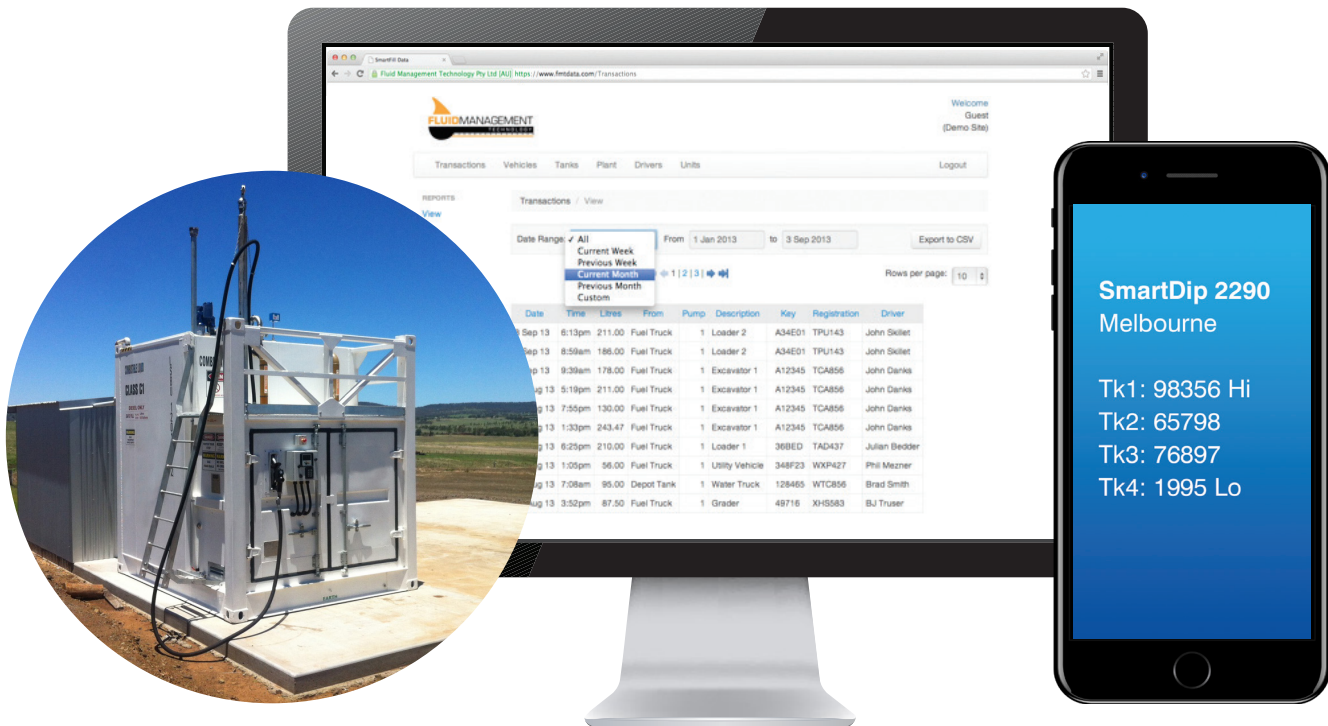 SmartFill Data
Fluid Management Technology Pty Ltd [AU] https://www.fmtdata.com/Transactions
FLUIDMANAGEMENT
TECHNOLOGY
Welcome
Guest
(Demo Site)
Transactions Vehicles Tanks Plant Drivers Units Logout
REPORTS
View
Transactions / View
Date Range: ✓ All From 1 Jan 2013 to 3 Sep 2013 Export to CSV
Current Week
Previous Week
Current Month
Previous Month
Custom
1 | 2 | 3 | Rows per page: 10
Date Time Litres From Pump Description Key Registration Driver
Sep 13 6:13pm 211.00 Fuel Truck 1 Loader 2 A34E01 TPU143 John Skillet
Sep 13 8:59am 186.00 Fuel Truck 1 Loader 2 A34E01 TPU143 John Skillet
13 9:39am 178.00 Fuel Truck 1 Excavator 1 A12345 TCA856 John Danks
13 5:19pm 211.00 Fuel Truck 1 Excavator 1 A12345 TCA856 John Danks
13 7:55pm 130.00 Fuel Truck 1 Excavator 1 A12345 TCA856 John Danks
13 1:33pm 243.47 Fuel Truck 1 Excavator 1 A12345 TCA856 John Danks
13 6:25pm 210.00 Fuel Truck 1 Loader 1 36BED TAD437 Julian Bedder
13 1:05pm 56.00 Fuel Truck 1 Utility Vehicle 348F23 WXP427 Phil Mezner
13 7:08am 95.00 Depot Tank 1 Water Truck 128465 WTC856 Brad Smith
13 3:52pm 87.50 Fuel Truck 1 Grader 49716 XHS583 BJ Truser
CLASS C1
EARTH
SmartDip 2290
Melbourne
Tk1: 98356 Hi
Tk2: 65798
Tk3: 76897
Tk4: 1995 Lo